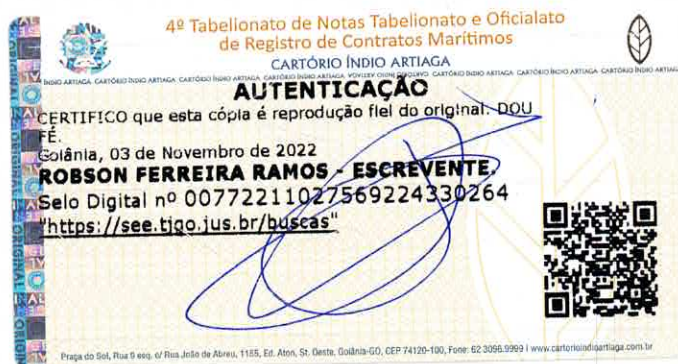 4º Tabelionato de Notas Tabelionato e Oficialato
de Registro de Contratos Marítimos
CARTÓRIO ÍNDIO ARTIAGA
AUTENTICAÇÃO
CERTIFICO que esta cópia é reprodução fiel do original. DOU
FÉ.
Goiânia, 03 de Novembro de 2022
ROBSON FERREIRA RAMOS - ESCREVENTE.
Selo Digital nº 00772211027569224330264
"https://see.tjgo.jus.br/buscas"
Praça do Sol, Rua 9 esq. c/ Rua João de Abreu, 1155, Ed. Aton, St. Oeste, Goiânia-GO, CEP 74120-100, Fone: 62 3096.9999 | www.cartorioindioartiaga.com.br